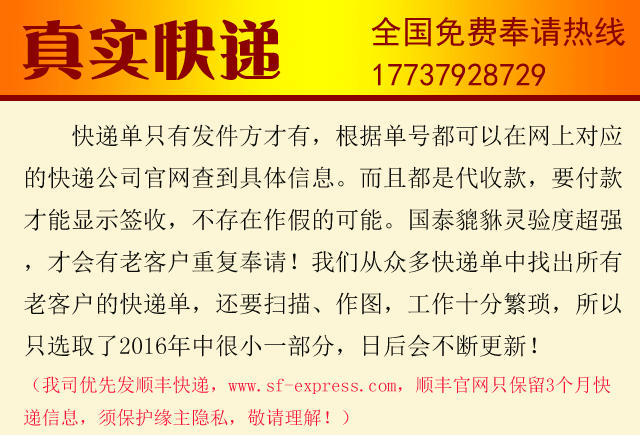 真实快递
全国免费奉请热线
17737928729
快递单只有发件方才有，根据单号都可以在网上对应
的快递公司官网查到具体信息。而且都是代收款，要付款
才能显示签收，不存在作假的可能。国泰貔貅灵验度超强
，才会有老客户重复奉请！我们从众多快递单中找出所有
老客户的快递单，还要扫描、作图，工作十分繁琐，所以
只选取了2016年中很小一部分，日后会不断更新！
（我司优先发顺丰快递，www.sf-express.com，顺丰官网只保留3个月快
递信息，须保护缘主隐私，敬请理解！）